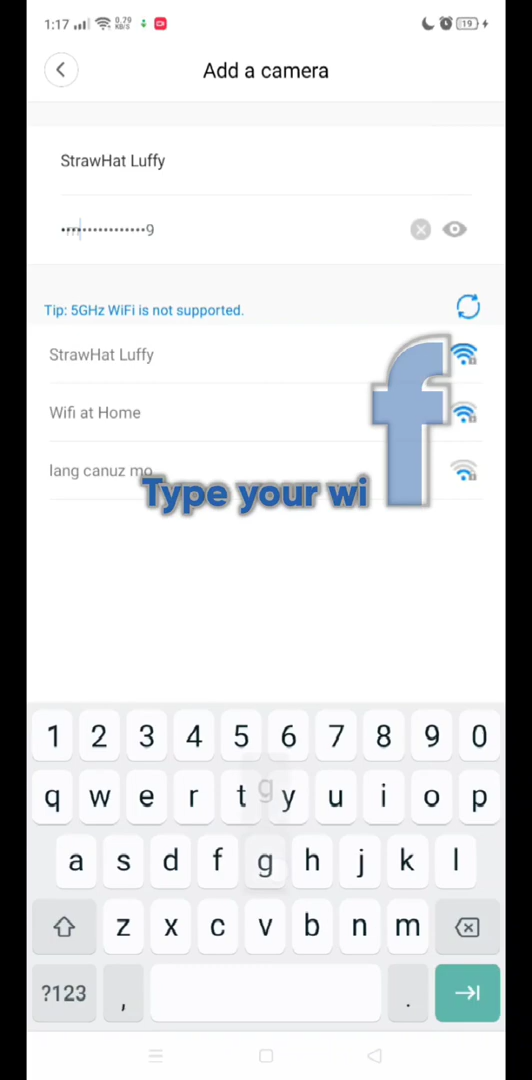 1:17 0.79 KB/S 19
Add a camera
StrawHat Luffy
••m•••••••••••••9
Tip: 5GHz WiFi is not supported.
StrawHat Luffy
Wifi at Home
lang canuz mo
Type your wi f
1 2 3 4 5 6 7 8 9 0
q w e r t g y u i o p
a s d f g h j k l
z x c v b n m
?123 , .